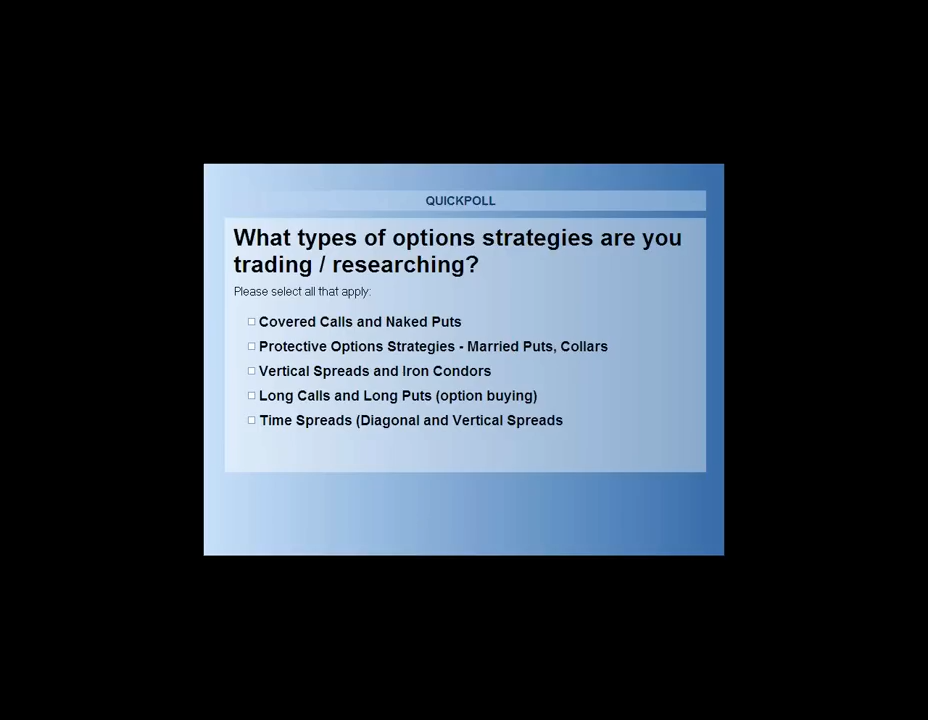 QUICKPOLL
What types of options strategies are you
trading / researching?
Please select all that apply:
Covered Calls and Naked Puts
Protective Options Strategies - Married Puts, Collars
Vertical Spreads and Iron Condors
Long Calls and Long Puts (option buying)
Time Spreads (Diagonal and Vertical Spreads